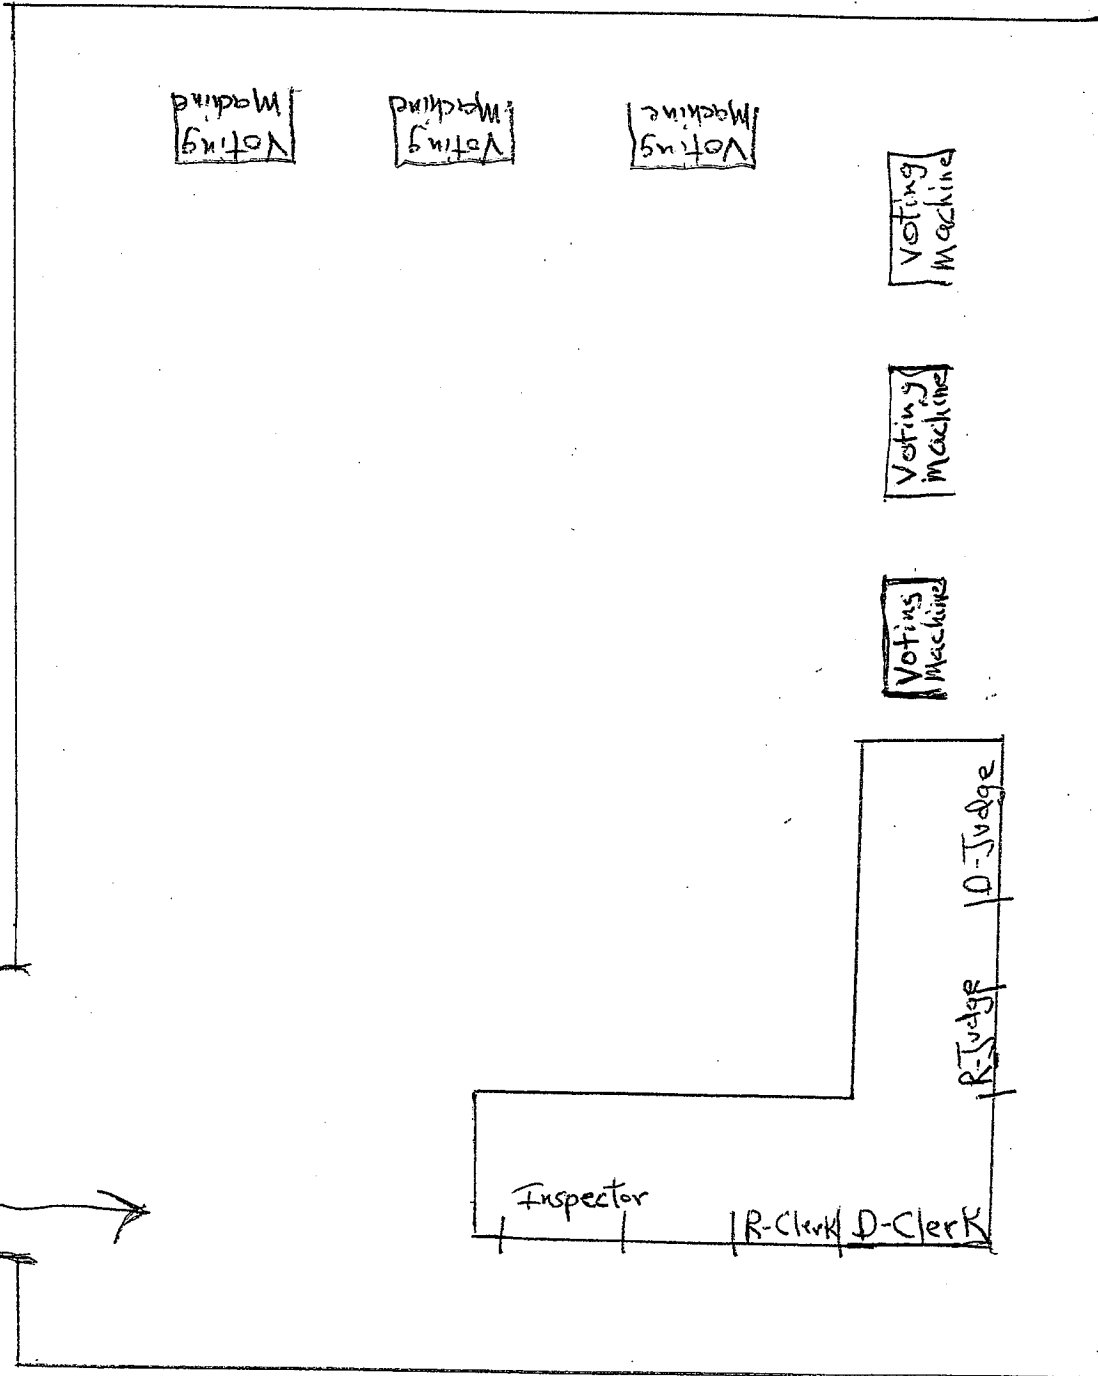 Voting
Machine
Voting
Machine
Voting
Machine
Voting
Machine
Voting
Machine
Voting
Machine
D-Judge
R-Judge
Inspector
R-Clerk
D-Clerk